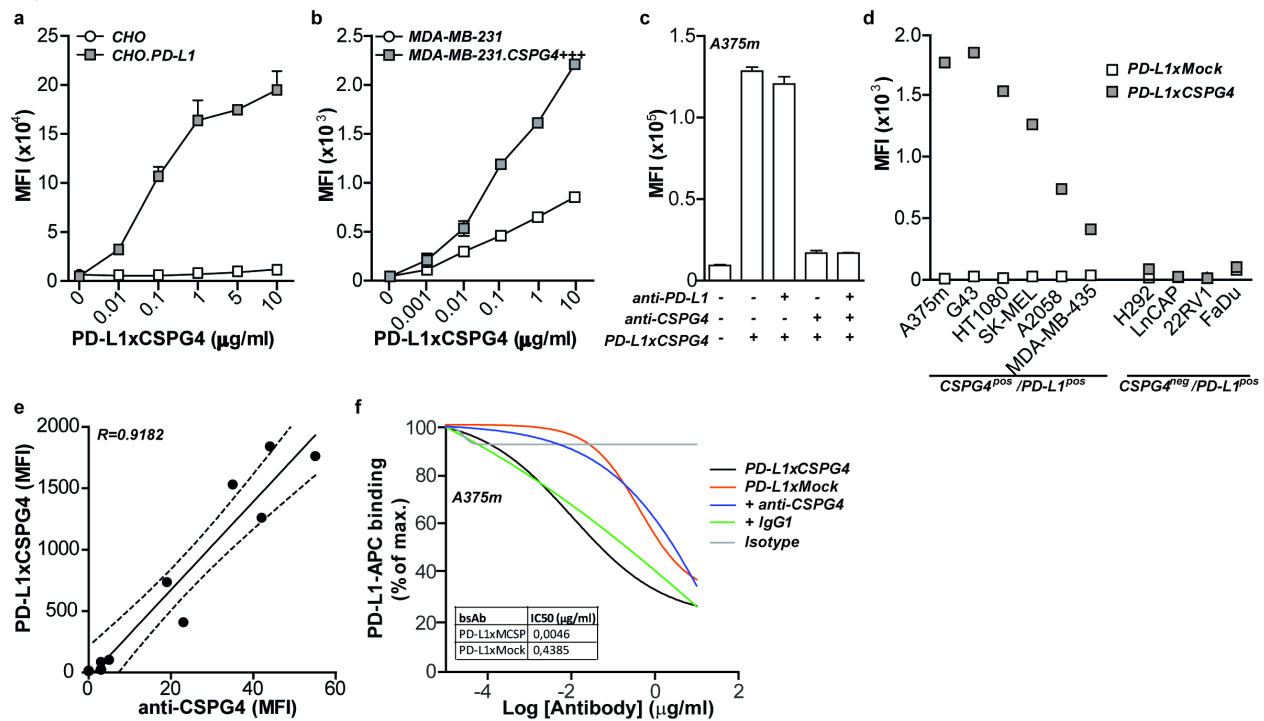 a
CHO
CHO.PD-L1
MFI (x10⁴)
25
20
15
10
5
0
0 0.01 0.1 1 5 10
PD-L1xCSPG4 (µg/ml)
b
MDA-MB-231
MDA-MB-231.CSPG4+++
MFI (x10³)
2.5
2.0
1.5
1.0
0.5
0
0 0.001 0.01 0.1 1 10
PD-L1xCSPG4 (µg/ml)
c
A375m
MFI (x10⁵)
1.5
1.0
0.5
0
anti-PD-L1 - - + - +
anti-CSPG4 - - - + +
PD-L1xCSPG4 - + + + +
d
PD-L1xMock
PD-L1xCSPG4
MFI (x10³)
2.0
1.5
1.0
0.5
0
A375m G43 HT1080 SK-MEL A2058 MDA-MB-435 H292 LnCAP 22RV1 FaDu
CSPG4ᵖᵒˢ/PD-L1ᵖᵒˢ CSPG4ⁿᵉᵍ/PD-L1ᵖᵒˢ
e
R=0.9182
PD-L1xCSPG4 (MFI)
2000
1500
1000
500
0
0 20 40 60
anti-CSPG4 (MFI)
f
A375m
PD-L1-APC binding
(% of max.)
100
80
60
40
20
0
PD-L1xCSPG4
PD-L1xMock
+ anti-CSPG4
+ IgG1
Isotype
bsAb IC50 (µg/ml)
PD-L1xMCSP 0,0046
PD-L1xMock 0,4385
-4 -2 0 2
Log [Antibody] (µg/ml)